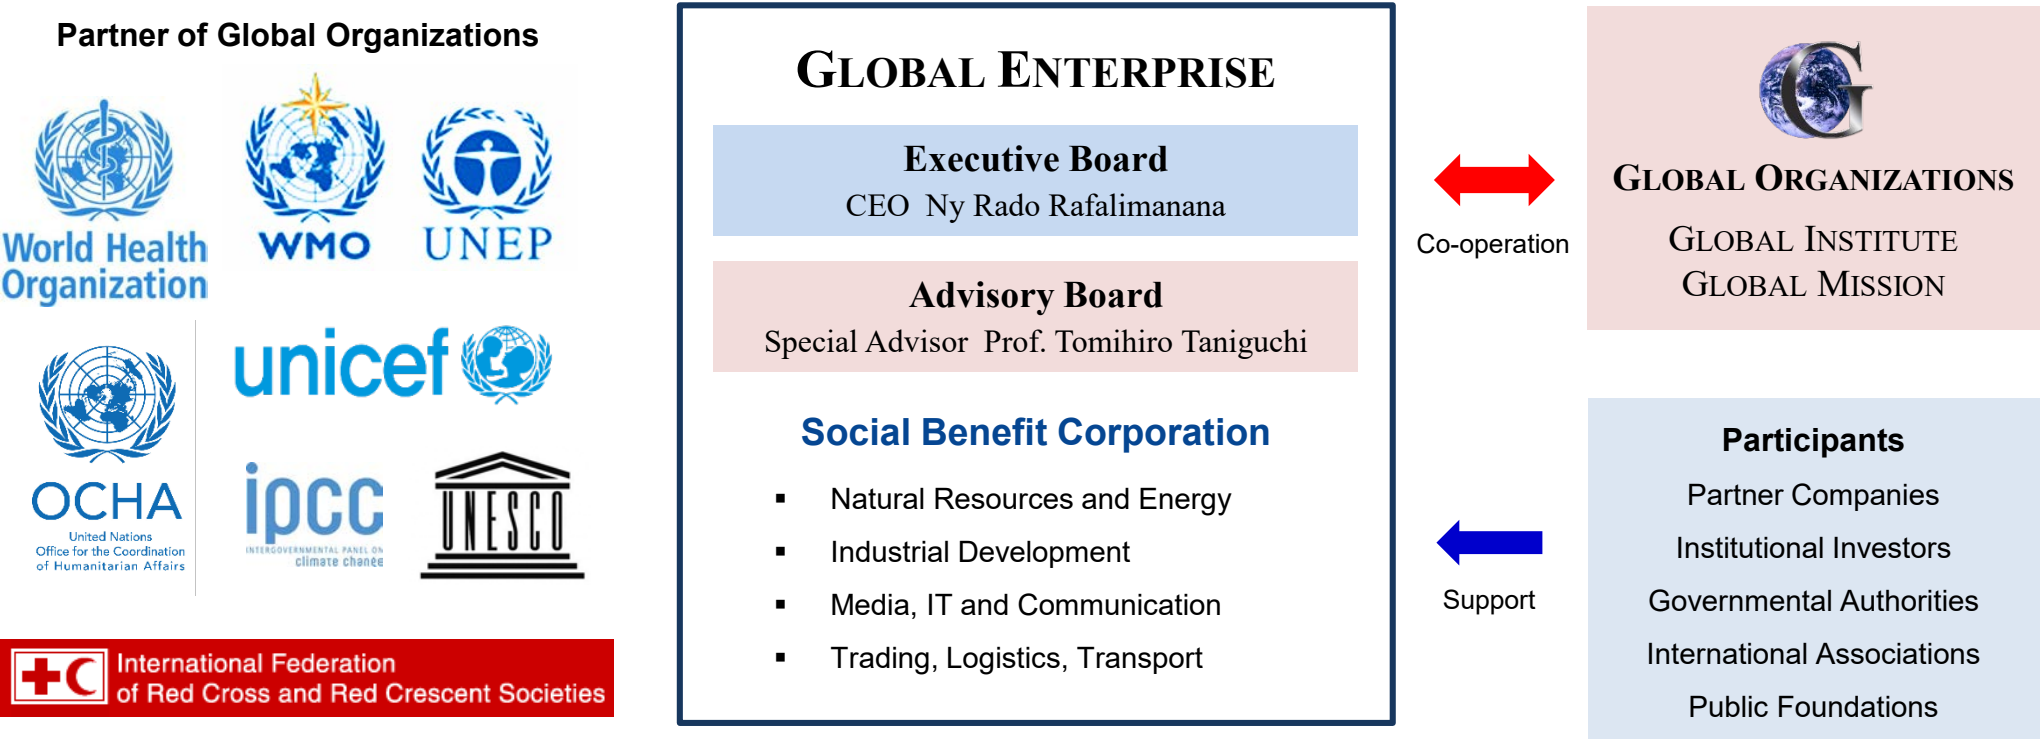 Partner of Global Organizations
World Health
Organization
WMO
UNEP
OCHA
United Nations
Office for the Coordination
of Humanitarian Affairs
unicef
ipcc
INTERGOVERNMENTAL PANEL ON
climate change
UNESCO
International Federation
of Red Cross and Red Crescent Societies
GLOBAL ENTERPRISE
Executive Board
CEO Ny Rado Rafalimanana
Advisory Board
Special Advisor Prof. Tomihiro Taniguchi
Social Benefit Corporation
▪ Natural Resources and Energy
▪ Industrial Development
▪ Media, IT and Communication
▪ Trading, Logistics, Transport
Co-operation
Support
G
GLOBAL ORGANIZATIONS
GLOBAL INSTITUTE
GLOBAL MISSION
Participants
Partner Companies
Institutional Investors
Governmental Authorities
International Associations
Public Foundations